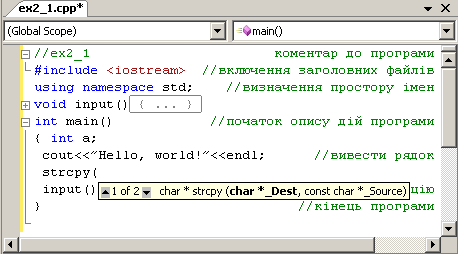 ex2_1.cpp*
(Global Scope) main()
//ex2_1 коментар до програми
#include <iostream> //включення заголовних файлів
using namespace std; //визначення простору імен
void input(){ ... }
int main() //початок опису дій програми
{ int a;
cout<<"Hello, world!"<<endl; //вивести рядок
strcpy(
input() 1 of 2 char * strcpy (char *_Dest, const char *_Source) цію
} //кінець програми